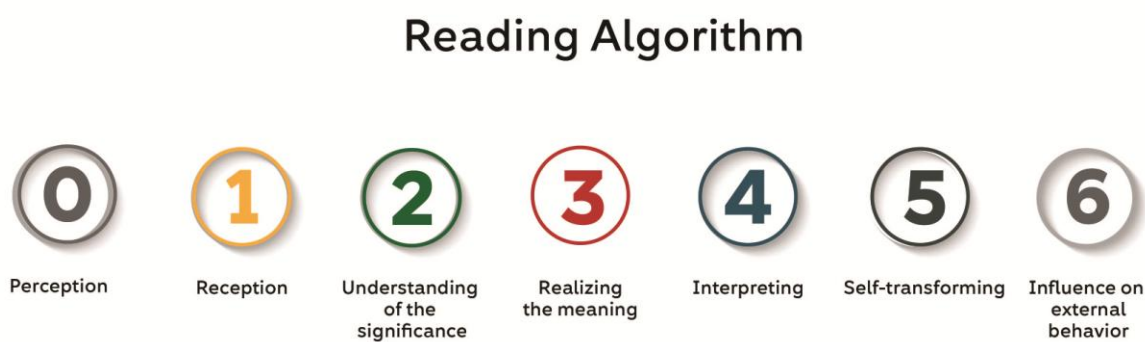 Reading Algorithm
0
1
2
3
4
5
6
Perception
Reception
Understanding
of the
significance
Realizing
the meaning
Interpreting
Self-transforming
Influence on
external
behavior